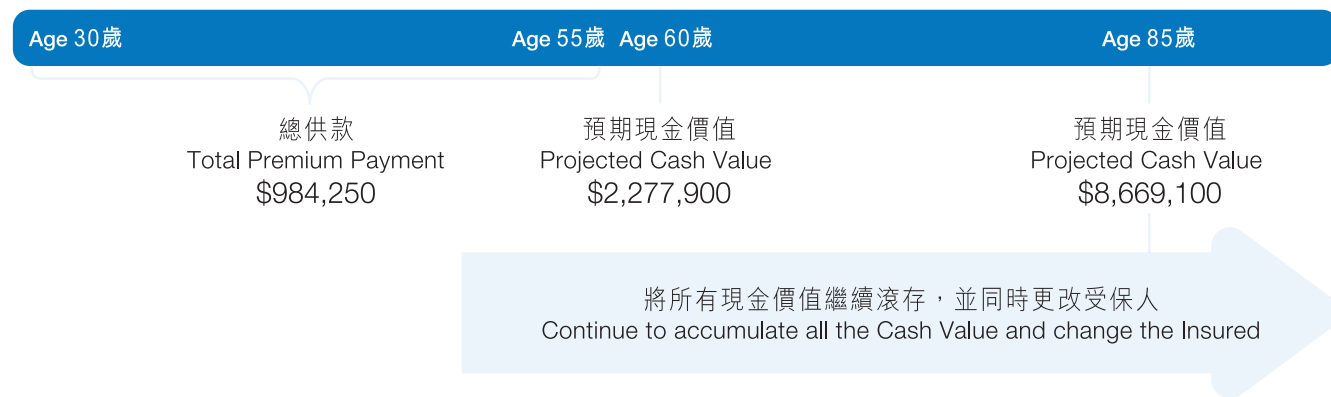 Age 30歲 Age 55歲 Age 60歲 Age 85歲
總供款
Total Premium Payment
$984,250
預期現金價值
Projected Cash Value
$2,277,900
預期現金價值
Projected Cash Value
$8,669,100
將所有現金價值繼續滾存，並同時更改受保人
Continue to accumulate all the Cash Value and change the Insured